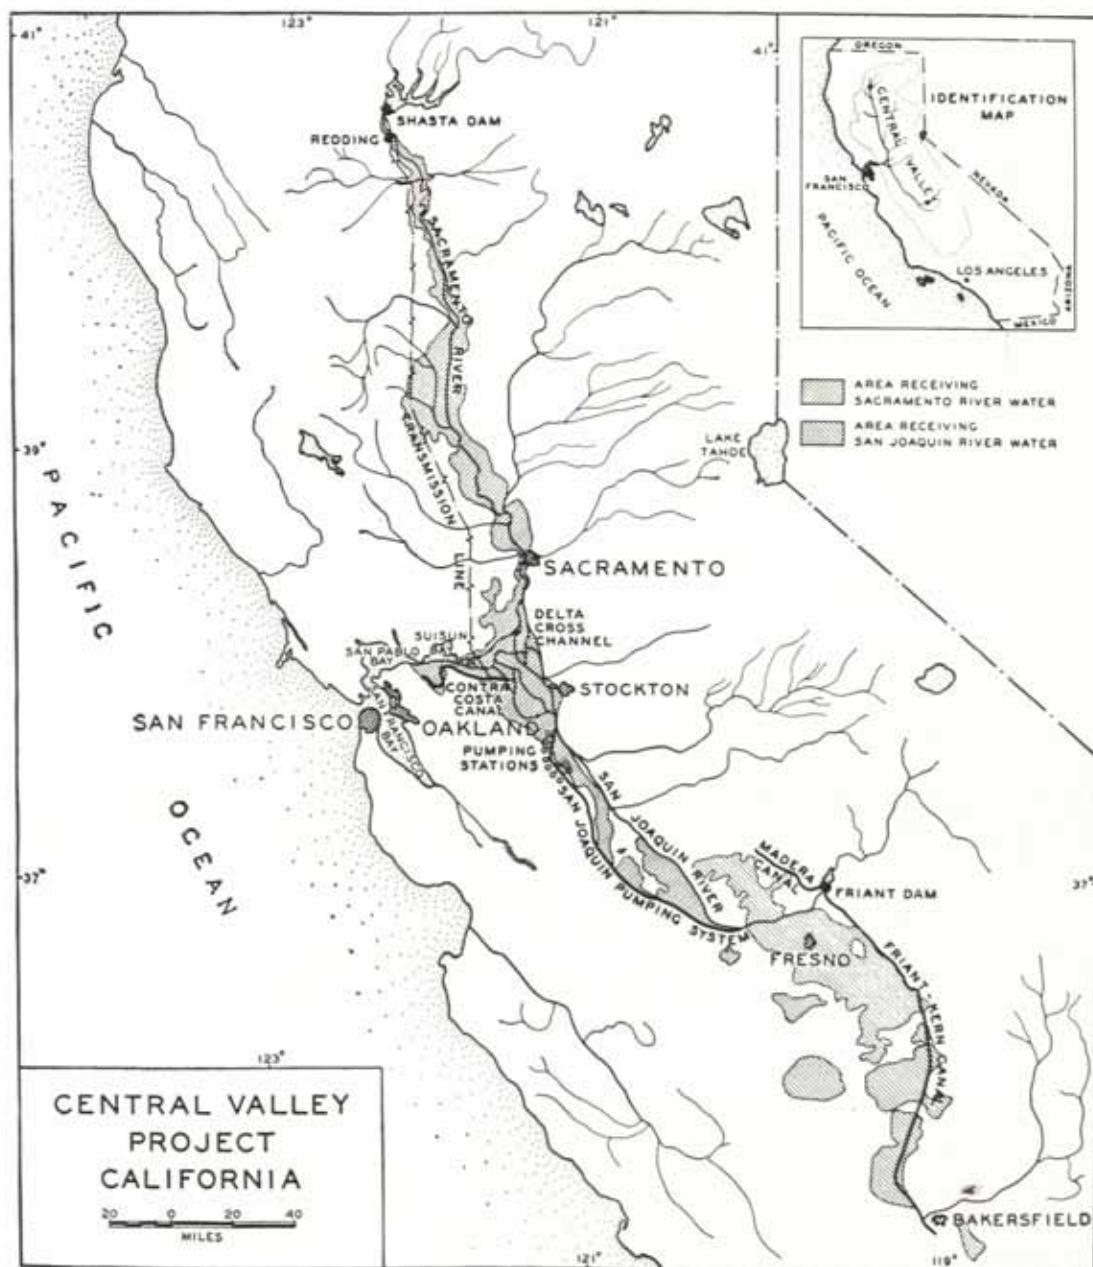 123°
121°
41°
41°
OREGON
CENTRAL
VALLEY
IDENTIFICATION
MAP
SAN
FRANCISCO
NEVADA
PACIFIC OCEAN
LOS ANGELES
ARIZONA
MEXICO
SHASTA DAM
REDDING
SACRAMENTO
RIVER
AREA RECEIVING
SACRAMENTO RIVER WATER
AREA RECEIVING
SAN JOAQUIN RIVER WATER
39°
LAKE
TAHOE
TRANSMISSION
LINE
PACIFIC
OCEAN
SACRAMENTO
DELTA
CROSS
CHANNEL
SUISUN
BAY
SAN PABLO
BAY
STOCKTON
CONTRA
COSTA
CANAL
SAN FRANCISCO
SAN FRANCISCO
BAY
OAKLAND
PUMPING
STATIONS
SAN JOAQUIN RIVER
SAN JOAQUIN PUMPING SYSTEM
MADERA
CANAL
37°
37°
FRIANT DAM
FRESNO
FRIANT-KERN CANAL
123°
CENTRAL VALLEY
PROJECT
CALIFORNIA
20 0 20 40
MILES
BAKERSFIELD
121°
119°